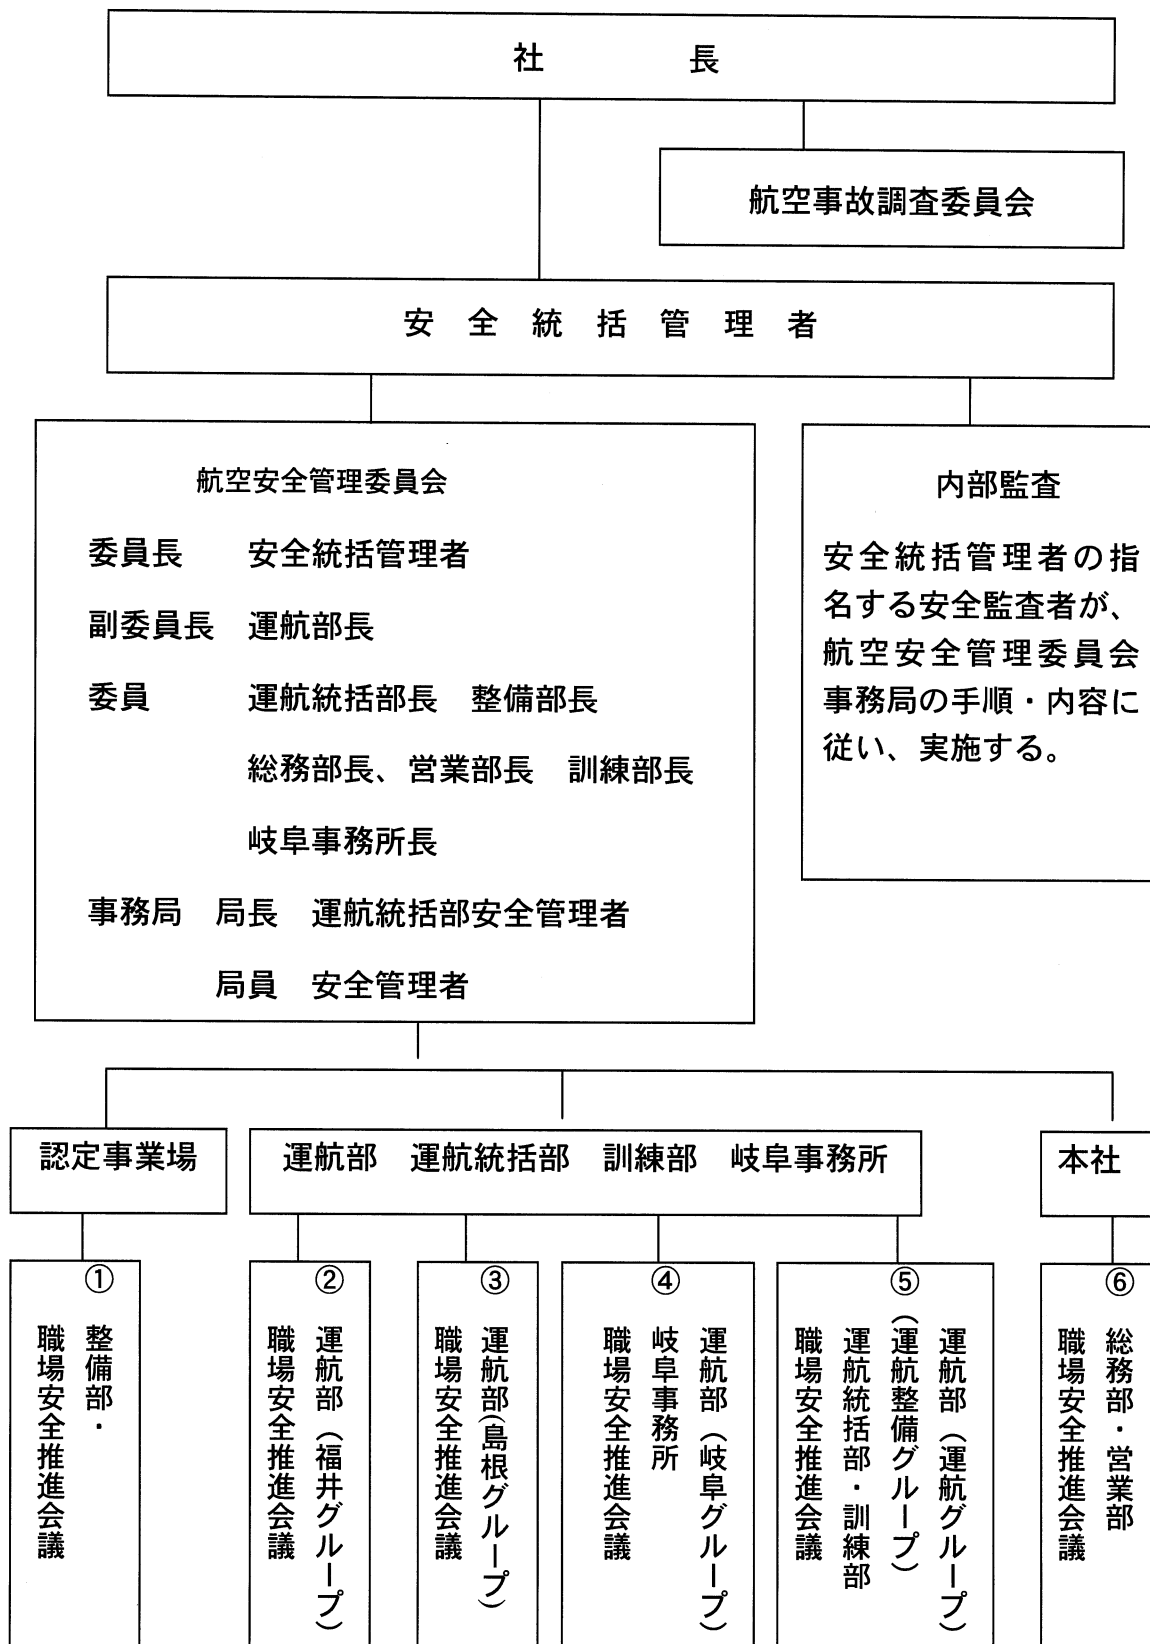 社　長
航空事故調査委員会
安全統括管理者
航空安全管理委員会
委員長　安全統括管理者
副委員長　運航部長
委員　運航統括部長　整備部長
総務部長、営業部長　訓練部長
岐阜事務所長
事務局　局長　運航統括部安全管理者
局員　安全管理者
内部監査
安全統括管理者の指
名する安全監査者が、
航空安全管理委員会
事務局の手順・内容に
従い、実施する。
認定事業場
運航部　運航統括部　訓練部　岐阜事務所
本社
①
整備部・
職場安全推進会議
②
運航部（福井グループ）
職場安全推進会議
③
運航部(島根グループ)
職場安全推進会議
④
運航部（岐阜グループ）
岐阜事務所
職場安全推進会議
⑤
運航部（運航グループ）
（運航整備グループ）
運航統括部・訓練部
職場安全推進会議
⑥
総務部・営業部
職場安全推進会議